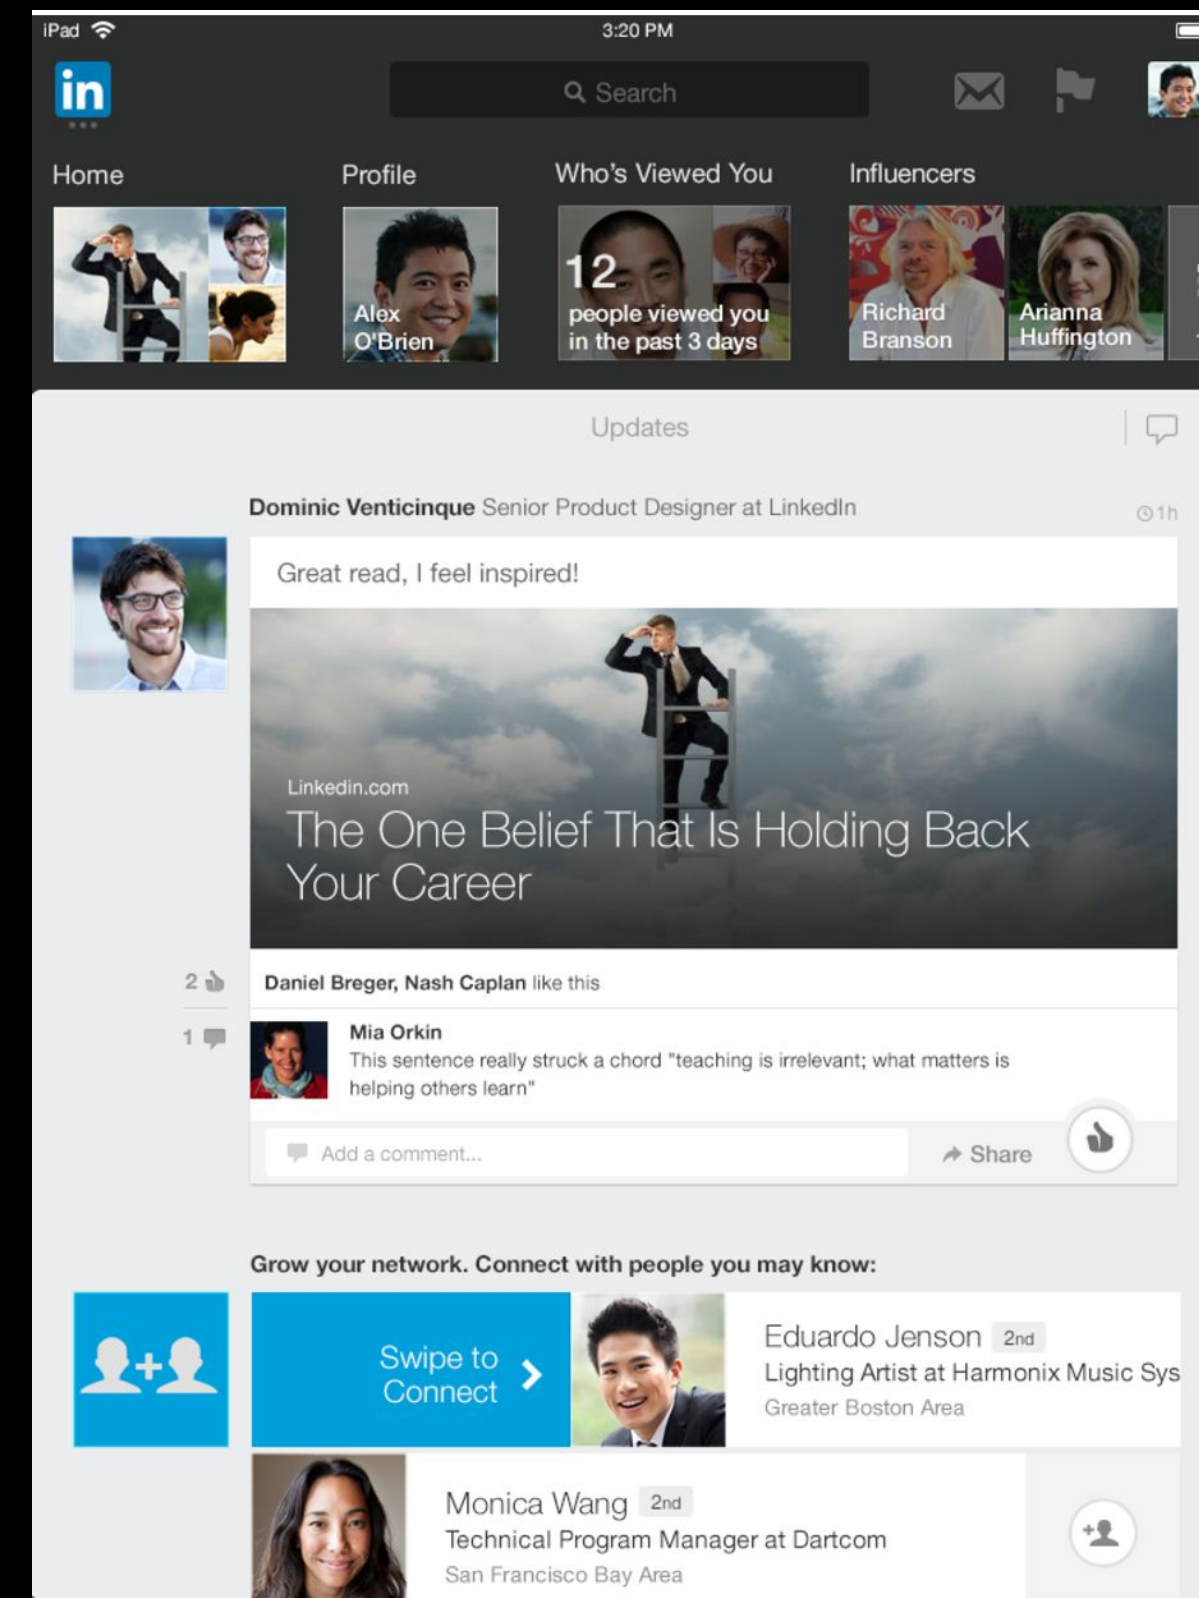 iPad
3:20 PM
in
Search
Home
Profile
Who's Viewed You
Influencers
Alex
O'Brien
12
people viewed you
in the past 3 days
Richard
Branson
Arianna
Huffington
Updates
Dominic Venticinque Senior Product Designer at LinkedIn
1h
Great read, I feel inspired!
Linkedin.com
The One Belief That Is Holding Back
Your Career
2
Daniel Breger, Nash Caplan like this
1
Mia Orkin
This sentence really struck a chord "teaching is irrelevant; what matters is
helping others learn"
Add a comment...
Share
Grow your network. Connect with people you may know:
Swipe to
Connect
Eduardo Jenson 2nd
Lighting Artist at Harmonix Music Sys
Greater Boston Area
Monica Wang 2nd
Technical Program Manager at Dartcom
San Francisco Bay Area